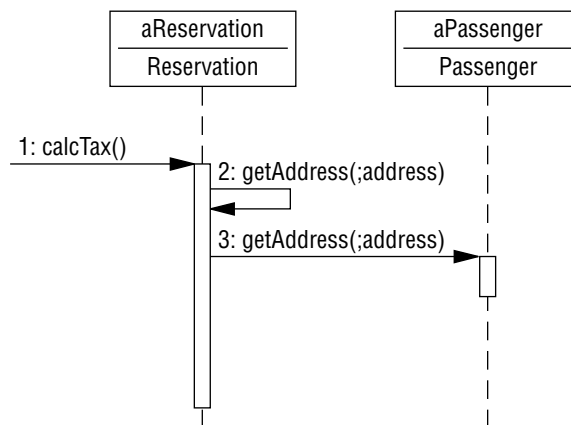 aReservation
Reservation
aPassenger
Passenger
1: calcTax()
2: getAddress(;address)
3: getAddress(;address)